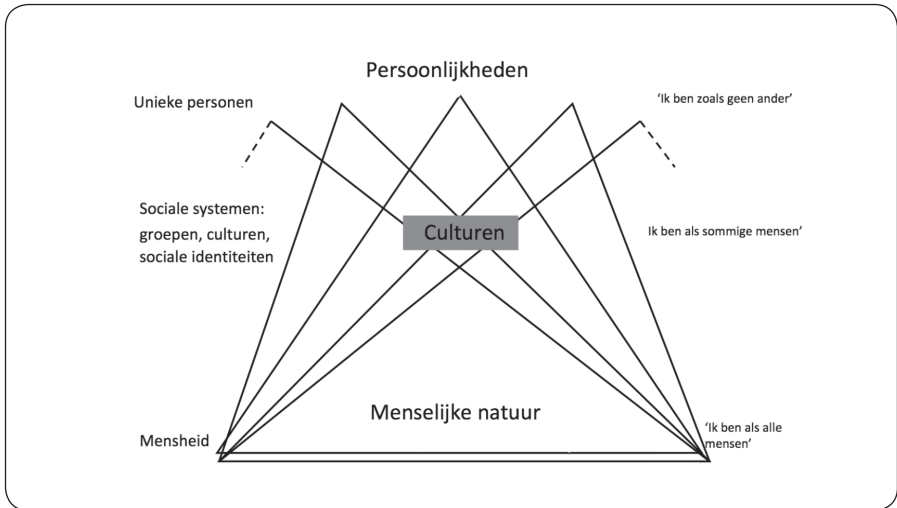 Persoonlijkheden
Unieke personen
‘Ik ben zoals geen ander’
Sociale systemen:
groepen, culturen,
sociale identiteiten
Culturen
Ik ben als sommige mensen’
Menselijke natuur
Mensheid
‘Ik ben als alle
mensen’